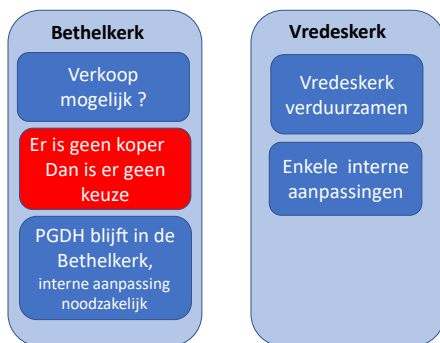 Bethelkerk
Verkoop
mogelijk ?
Er is geen koper
Dan is er geen
keuze
PGDH blijft in de
Bethelkerk,
interne aanpassing
noodzakelijk
Vredeskerk
Vredeskerk
verduurzamen
Enkele interne
aanpassingen